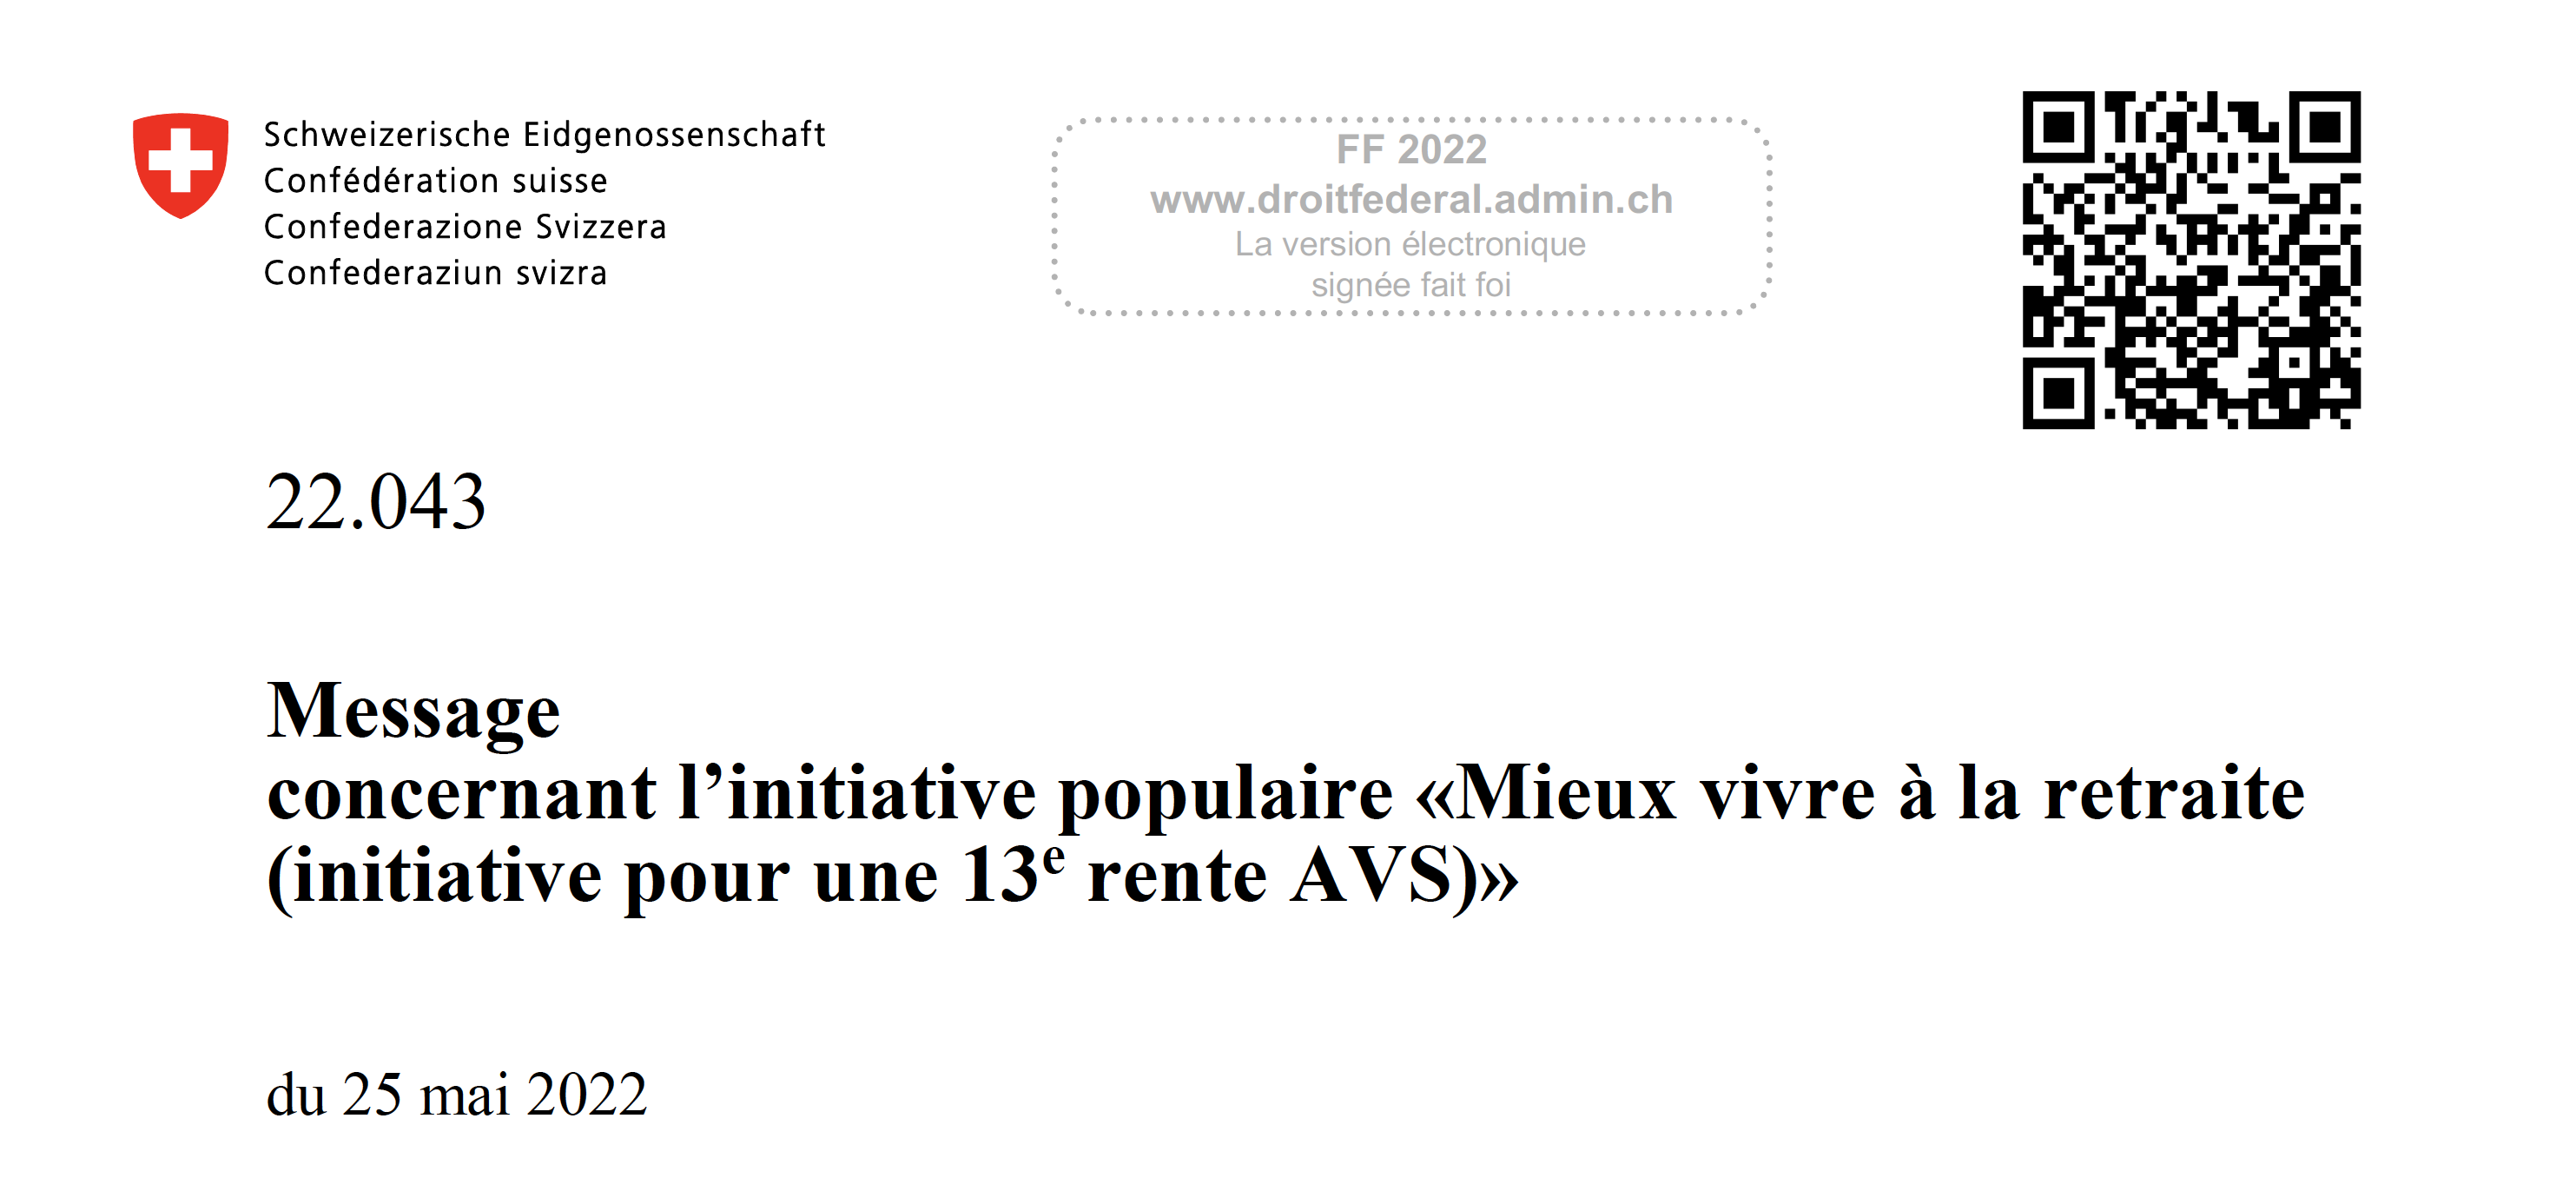 Schweizerische Eidgenossenschaft
Confédération suisse
Confederazione Svizzera
Confederaziun svizra
FF 2022
www.droitfederal.admin.ch
La version électronique
signée fait foi
22.043
Message
concernant l’initiative populaire «Mieux vivre à la retraite
(initiative pour une 13e rente AVS)»
du 25 mai 2022